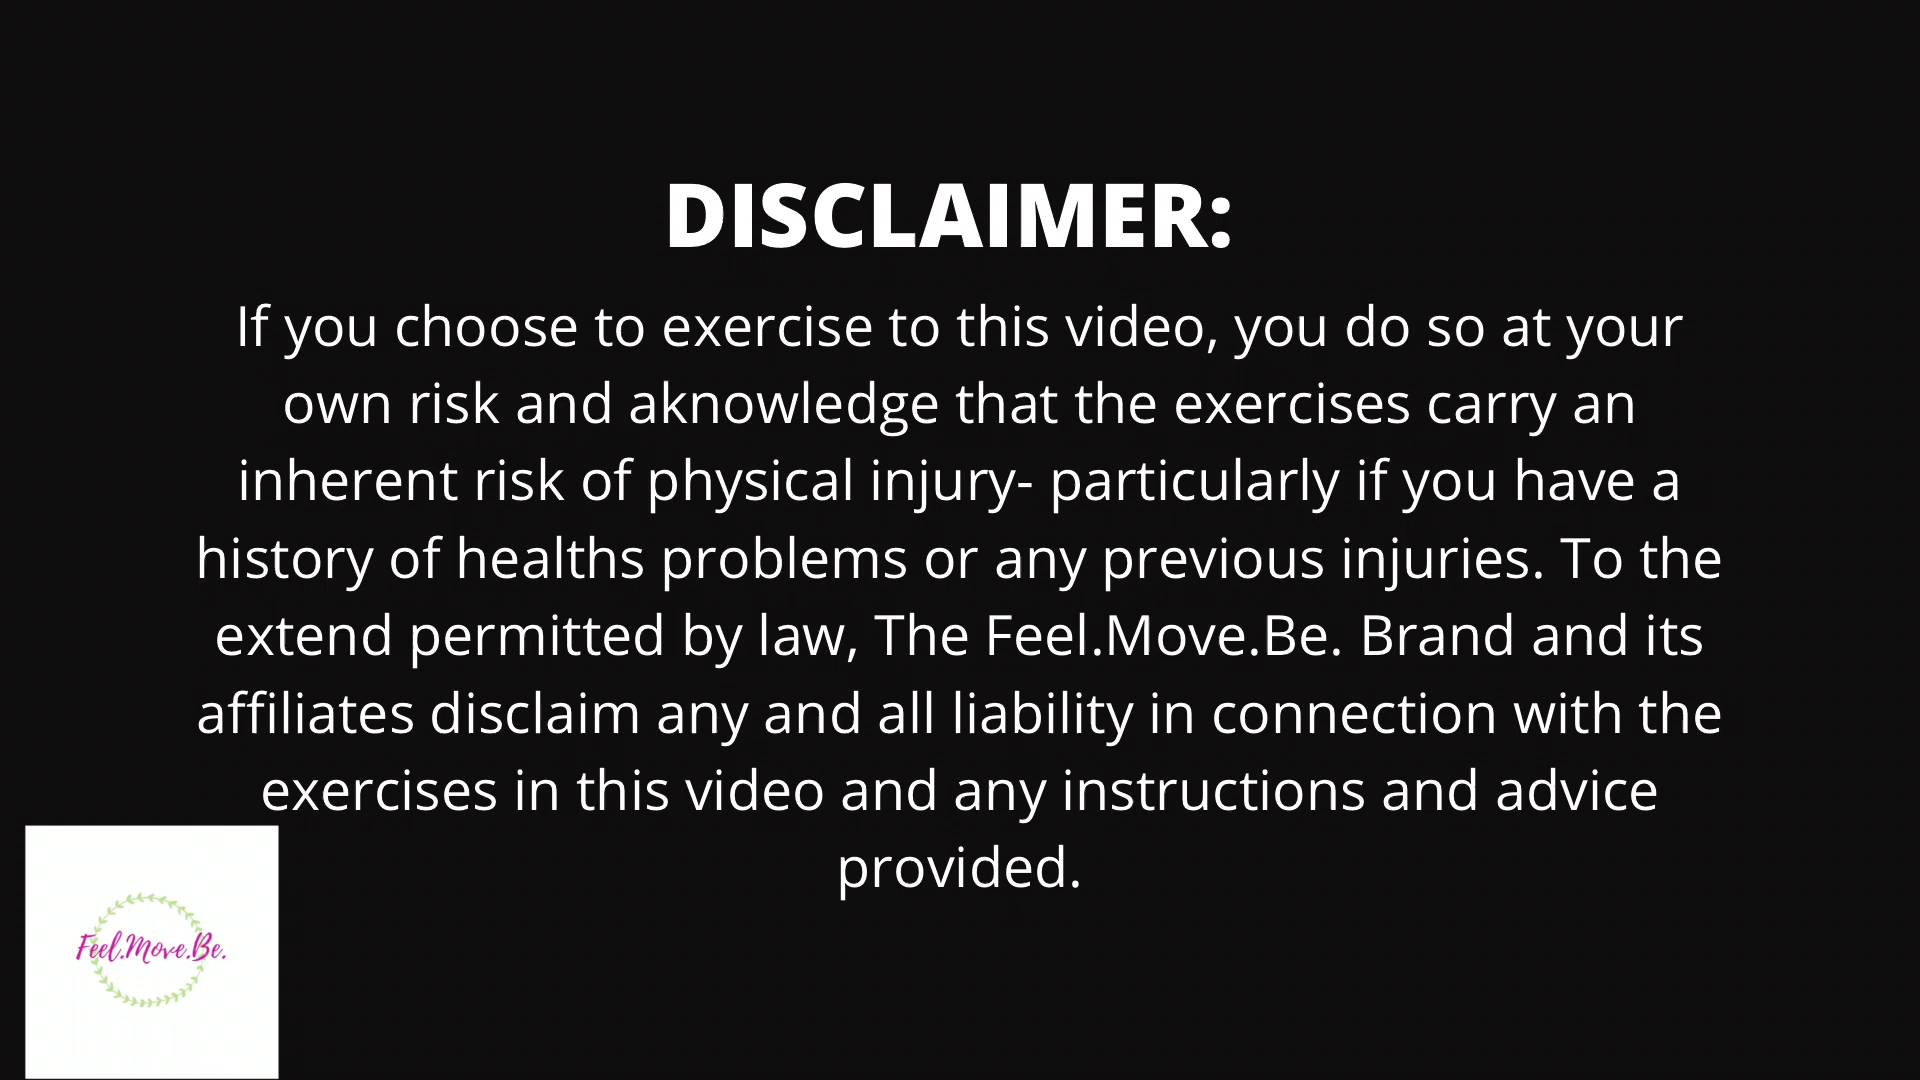 DISCLAIMER:
If you choose to exercise to this video, you do so at your
own risk and aknowledge that the exercises carry an
inherent risk of physical injury- particularly if you have a
history of healths problems or any previous injuries. To the
extend permitted by law, The Feel.Move.Be. Brand and its
affiliates disclaim any and all liability in connection with the
exercises in this video and any instructions and advice
provided.
Feel.Move.Be.